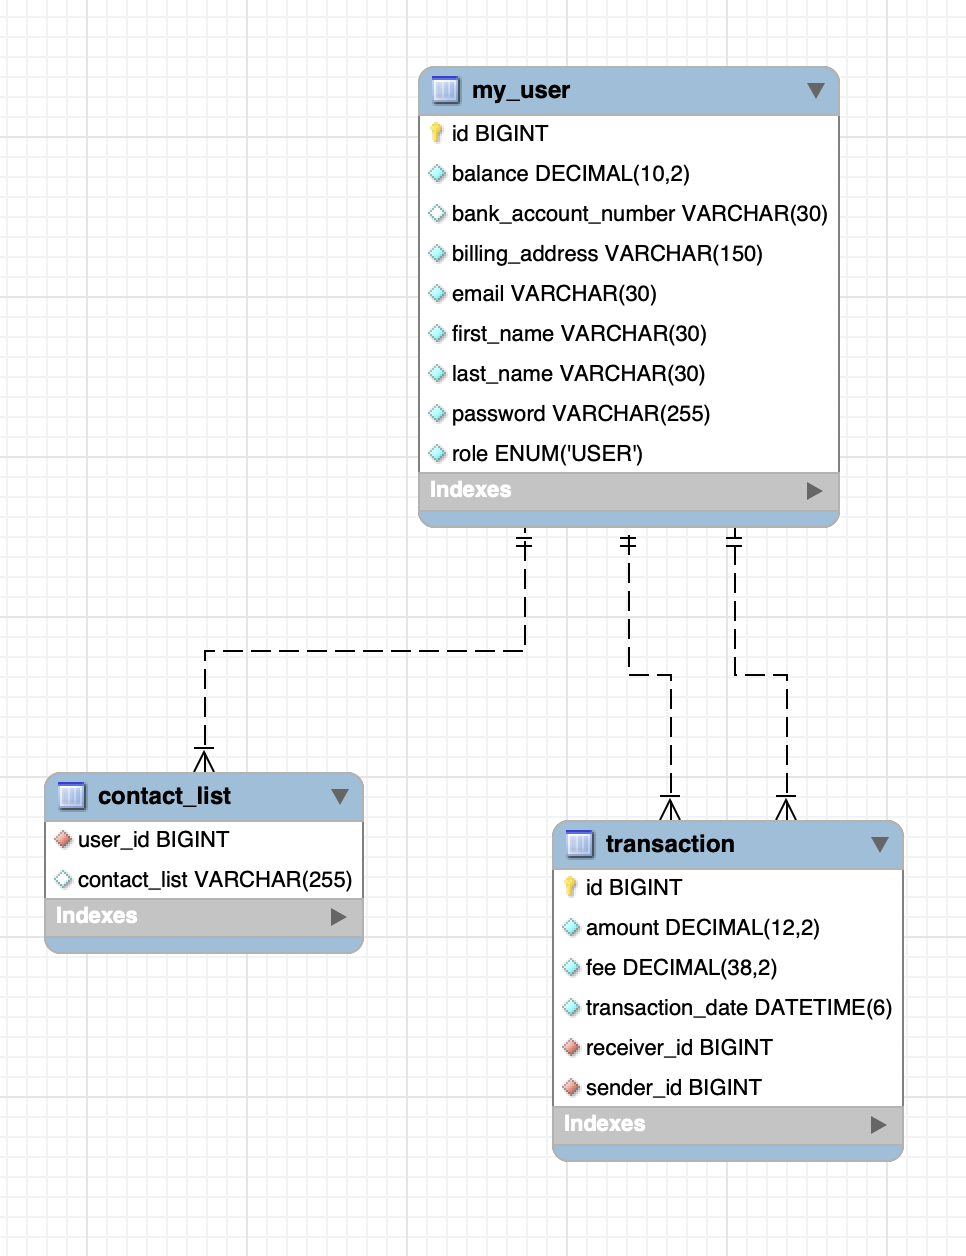 my_user
id BIGINT
balance DECIMAL(10,2)
bank_account_number VARCHAR(30)
billing_address VARCHAR(150)
email VARCHAR(30)
first_name VARCHAR(30)
last_name VARCHAR(30)
password VARCHAR(255)
role ENUM('USER')
Indexes
contact_list
user_id BIGINT
contact_list VARCHAR(255)
Indexes
transaction
id BIGINT
amount DECIMAL(12,2)
fee DECIMAL(38,2)
transaction_date DATETIME(6)
receiver_id BIGINT
sender_id BIGINT
Indexes